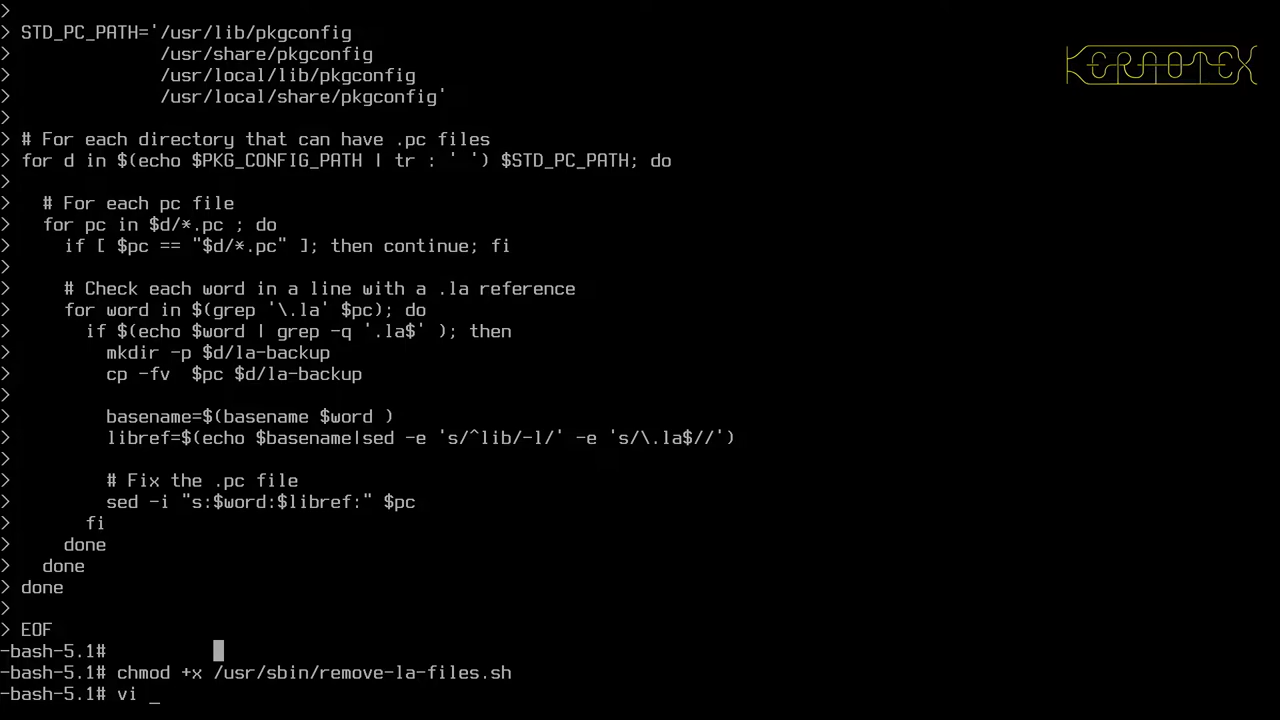 >
> STD_PC_PATH='/usr/lib/pkgconfig
>              /usr/share/pkgconfig
>              /usr/local/lib/pkgconfig
>              /usr/local/share/pkgconfig'
>
> # For each directory that can have .pc files
> for d in $(echo $PKG_CONFIG_PATH | tr : ' ') $STD_PC_PATH; do
>
>   # For each pc file
>   for pc in $d/*.pc ; do
>     if [ $pc == "$d/*.pc" ]; then continue; fi
>
>     # Check each word in a line with a .la reference
>     for word in $(grep '\.la' $pc); do
>       if $(echo $word | grep -q '.la$' ); then
>         mkdir -p $d/la-backup
>         cp -fv  $pc $d/la-backup
>
>         basename=$(basename $word )
>         libref=$(echo $basename|sed -e 's/^lib/-l/' -e 's/\.la$//')
>
>         # Fix the .pc file
>         sed -i "s:$word:$libref:" $pc
>       fi
>     done
>   done
> done
>
> EOF
-bash-5.1#
-bash-5.1# chmod +x /usr/sbin/remove-la-files.sh
-bash-5.1# vi _
KERAOTEX